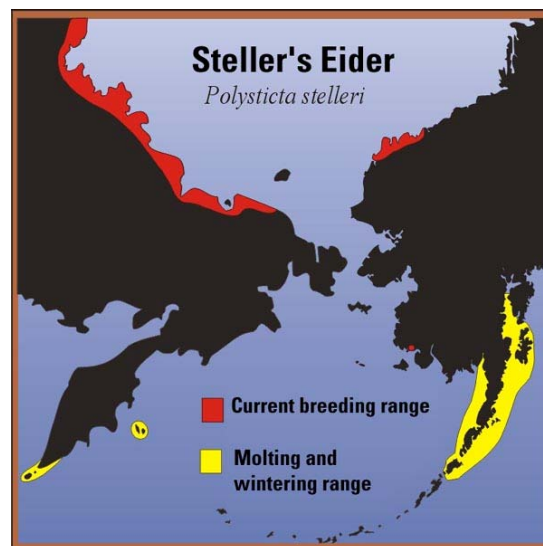 Steller's Eider
Polysticta stelleri
Current breeding range
Molting and
wintering range